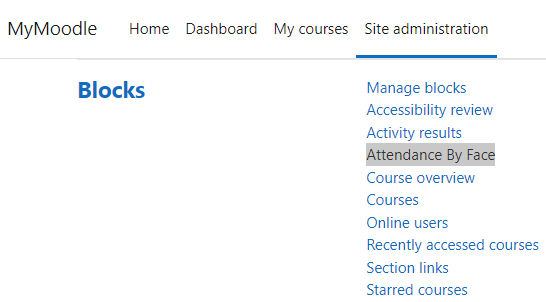 MyMoodle Home Dashboard My courses Site administration
Blocks
Manage blocks
Accessibility review
Activity results
Attendance By Face
Course overview
Courses
Online users
Recently accessed courses
Section links
Starred courses